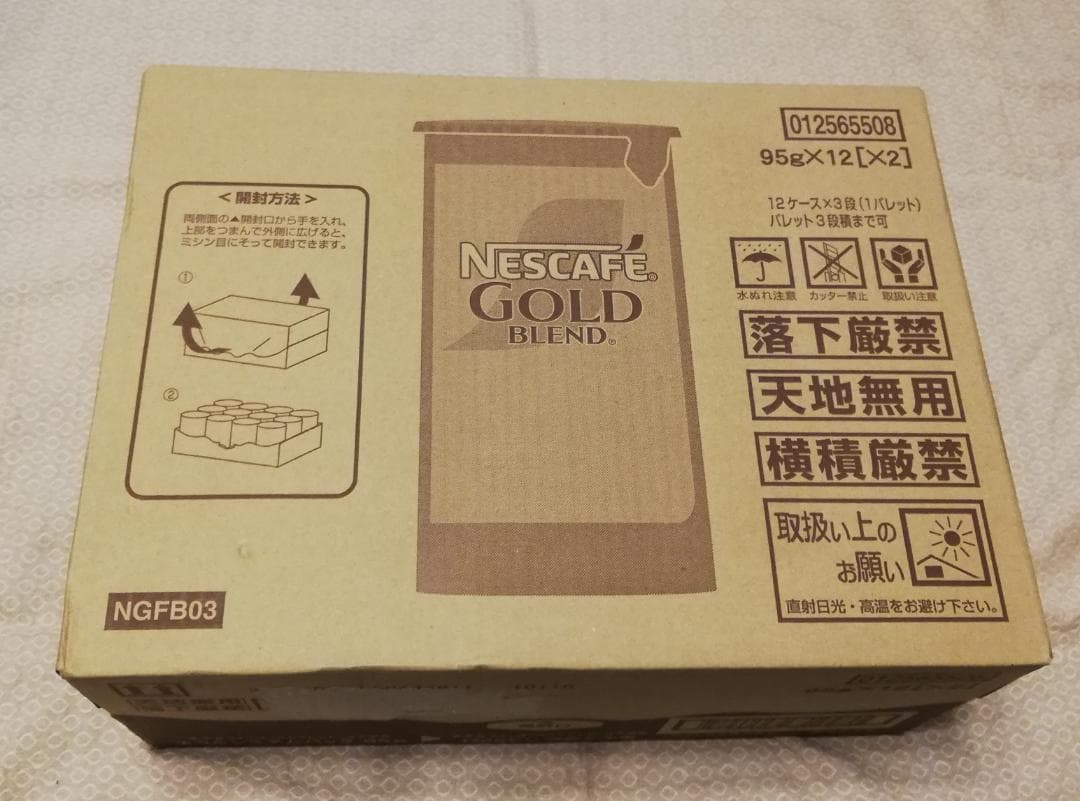 ＜開封方法＞
両側面の▲開封口から手を入れ、
上部をつまんで外側に広げると、
ミシン目にそって開封できます。
①
②
NGFB03
NESCAFÉ®
GOLD
BLEND®
012565508
95g×12[×2]
12ケース×3段(1パレット)
パレット3段積まで可
水ぬれ注意 カッター禁止 取扱い注意
落下厳禁
天地無用
横積厳禁
取扱い上の
お願い
直射日光・高温をお避け下さい。